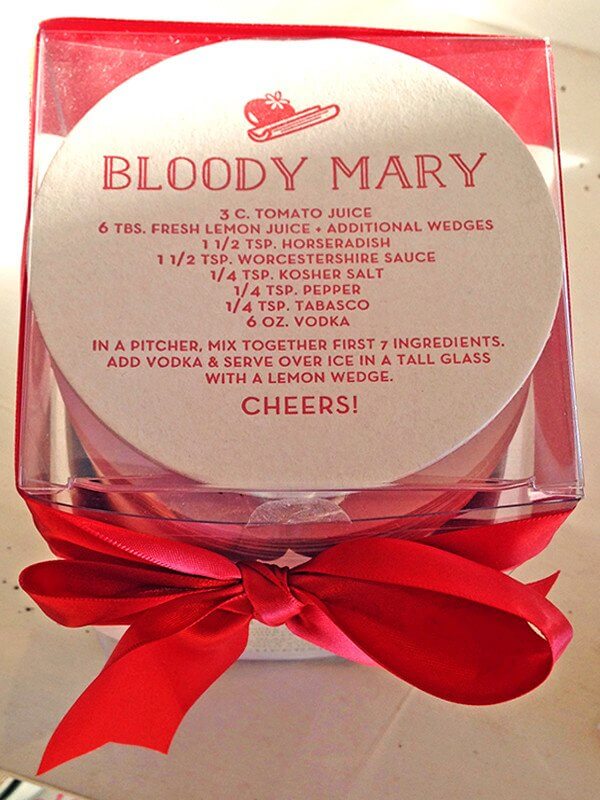 BLOODY MARY
3 C. TOMATO JUICE
6 TBS. FRESH LEMON JUICE + ADDITIONAL WEDGES
1 1/2 TSP. HORSERADISH
1 1/2 TSP. WORCESTERSHIRE SAUCE
1/4 TSP. KOSHER SALT
1/4 TSP. PEPPER
1/4 TSP. TABASCO
6 OZ. VODKA
IN A PITCHER, MIX TOGETHER FIRST 7 INGREDIENTS.
ADD VODKA & SERVE OVER ICE IN A TALL GLASS
WITH A LEMON WEDGE.
CHEERS!